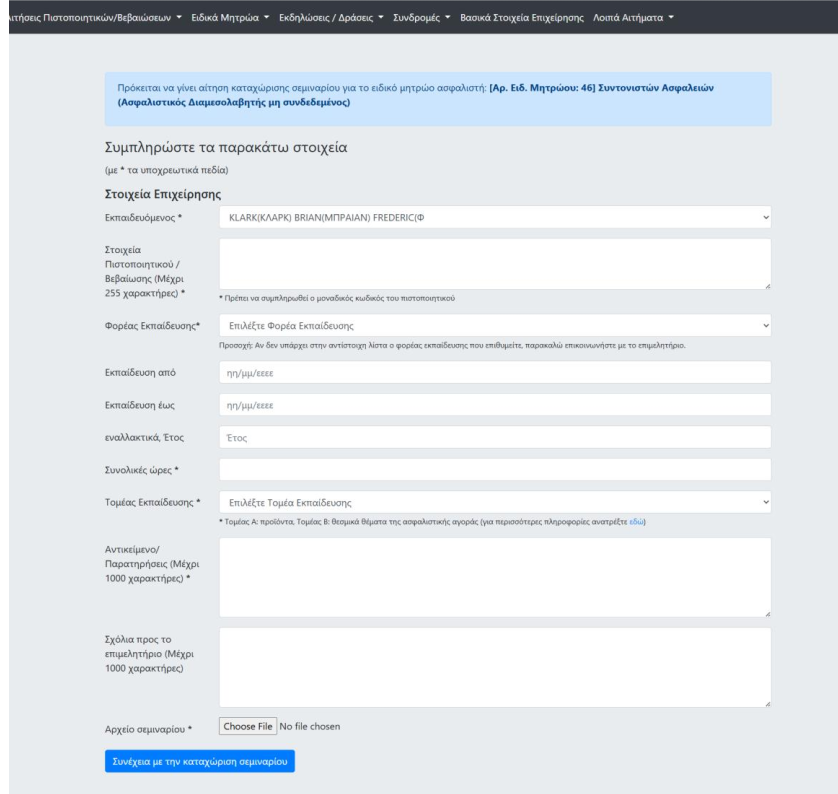 Αιτήσεις Πιστοποιητικών/Βεβαιώσεων Ειδικά Μητρώα Εκδηλώσεις / Δράσεις Συνδρομές Βασικά Στοιχεία Επιχείρησης Λοιπά Αιτήματα
Πρόκειται να γίνει αίτηση καταχώρισης σεμιναρίου για το ειδικό μητρώο ασφαλιστή: [Αρ. Ειδ. Μητρώου: 46] Συντονιστών Ασφαλειών
(Ασφαλιστικός Διαμεσολαβητής μη συνδεδεμένος)
Συμπληρώστε τα παρακάτω στοιχεία
(με * τα υποχρεωτικά πεδία)
Στοιχεία Επιχείρησης
Εκπαιδευόμενος * KLARK(ΚΛΑΡΚ) BRIAN(ΜΠΡΑΙΑΝ) FREDERIC(Φ
Στοιχεία
Πιστοποιητικού /
Βεβαίωσης (Μέχρι
255 χαρακτήρες) *
* Πρέπει να συμπληρωθεί ο μοναδικός κωδικός του πιστοποιητικού
Φορέας Εκπαίδευσης* Επιλέξτε Φορέα Εκπαίδευσης
Προσοχή: Αν δεν υπάρχει στην αντίστοιχη λίστα ο φορέας εκπαίδευσης που επιθυμείτε, παρακαλώ επικοινωνήστε με το επιμελητήριο.
Εκπαίδευση από ηη/μμ/εεεε
Εκπαίδευση έως ηη/μμ/εεεε
εναλλακτικά, Έτος Έτος
Συνολικές ώρες *
Τομέας Εκπαίδευσης * Επιλέξτε Τομέα Εκπαίδευσης
* Τομέας Α: προϊόντα, Τομέας Β: θεσμικά θέματα της ασφαλιστικής αγοράς (για περισσότερες πληροφορίες ανατρέξτε εδώ)
Αντικείμενο/
Παρατηρήσεις (Μέχρι
1000 χαρακτήρες) *
Σχόλια προς το
επιμελητήριο (Μέχρι
1000 χαρακτήρες)
Αρχείο σεμιναρίου * Choose File No file chosen
Συνέχεια με την καταχώριση σεμιναρίου